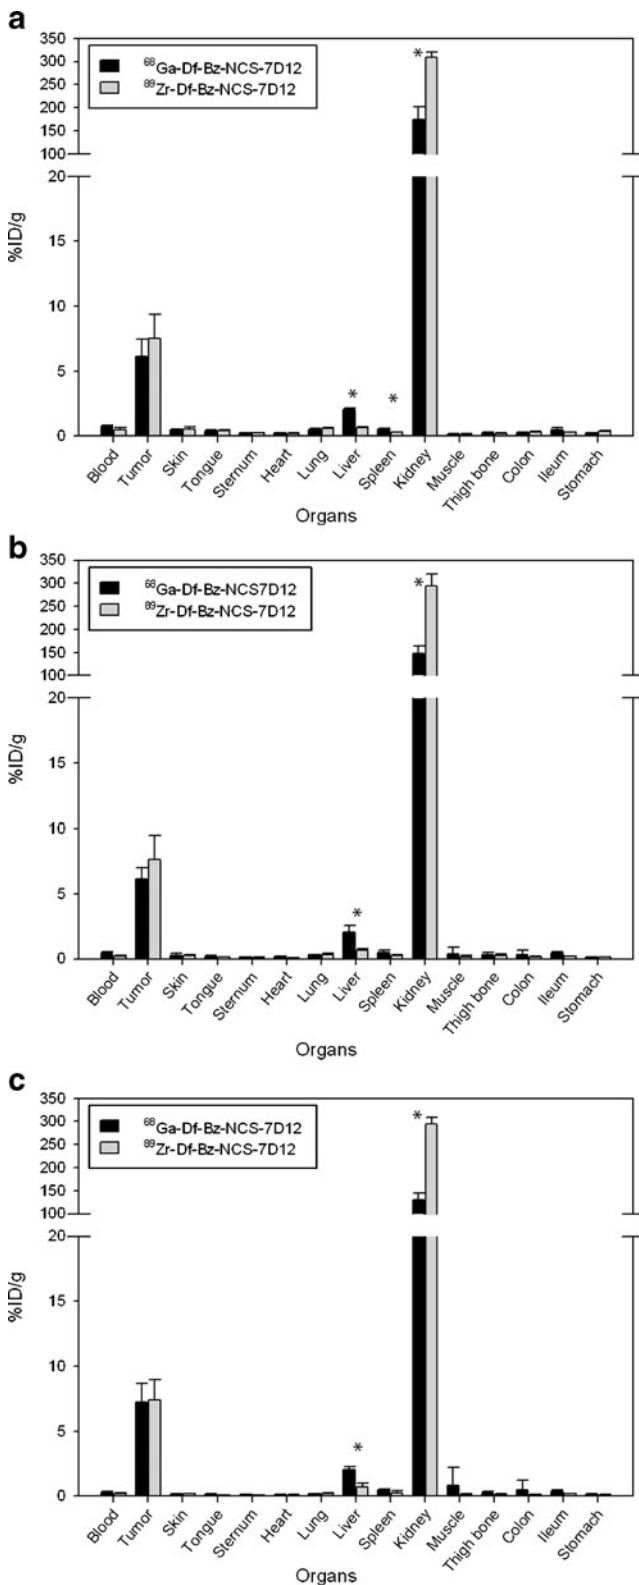 a
350
300
250
200
150
100
20
15
10
5
0
%ID/g
⁶⁸Ga-Df-Bz-NCS-7D12
⁸⁹Zr-Df-Bz-NCS-7D12
*
*
*
Blood Tumor Skin Tongue Sternum Heart Lung Liver Spleen Kidney Muscle Thigh bone Colon Ileum Stomach
Organs
b
350
300
250
200
150
100
20
15
10
5
0
%ID/g
⁶⁸Ga-Df-Bz-NCS7D12
⁸⁹Zr-Df-Bz-NCS-7D12
*
*
Blood Tumor Skin Tongue Sternum Heart Lung Liver Spleen Kidney Muscle Thigh bone Colon Ileum Stomach
Organs
c
350
300
250
200
150
100
20
15
10
5
0
%ID/g
⁶⁸Ga-Df-Bz-NCS-7D12
⁸⁹Zr-Df-Bz-NCS-7D12
*
*
Blood Tumor Skin Tongue Sternum Heart Lung Liver Spleen Kidney Muscle Thigh bone Colon Ileum Stomach
Organs